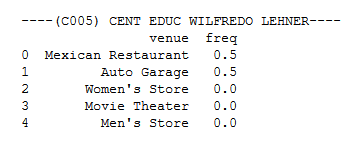 ----(C005) CENT EDUC WILFREDO LEHNER----
venue freq
0 Mexican Restaurant 0.5
1 Auto Garage 0.5
2 Women's Store 0.0
3 Movie Theater 0.0
4 Men's Store 0.0